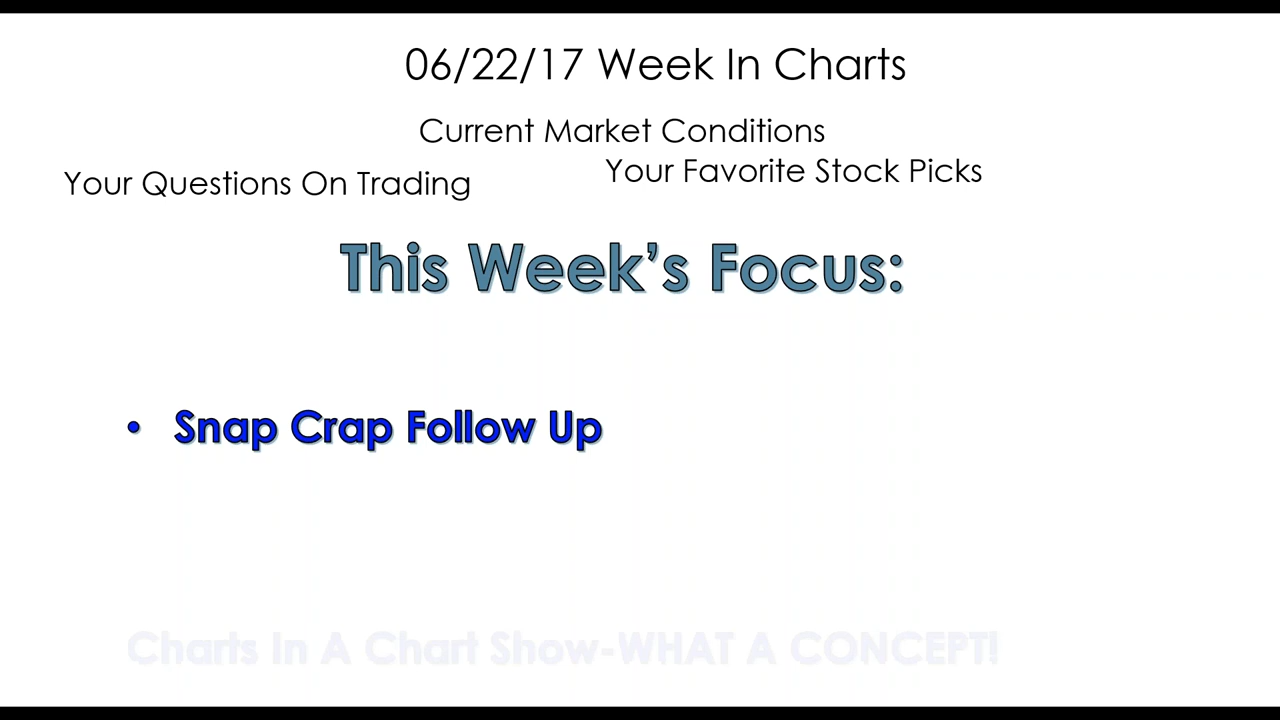 06/22/17 Week In Charts
Current Market Conditions
Your Favorite Stock Picks
Your Questions On Trading
This Week’s Focus:
• Snap Crap Follow Up
Charts In A Chart Show-WHAT A CONCEPT!